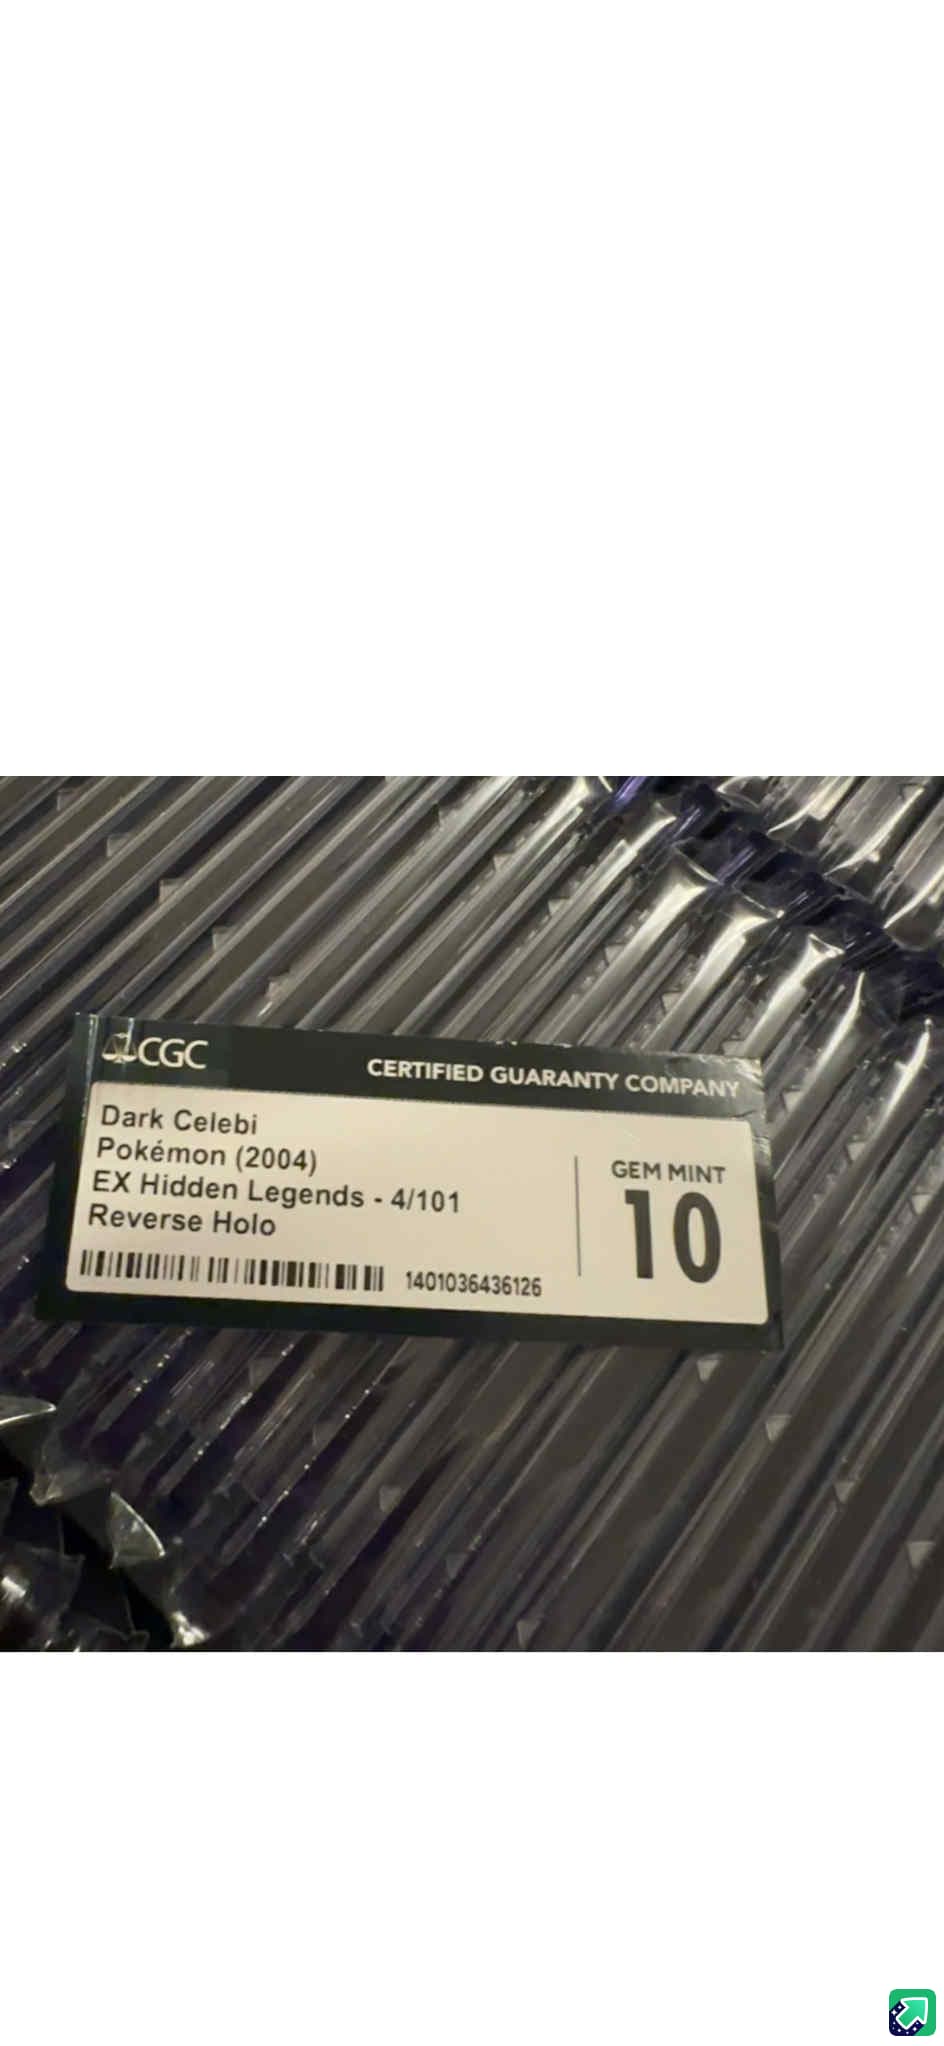 CGC
CERTIFIED GUARANTY COMPANY
Dark Celebi
Pokémon (2004)
EX Hidden Legends - 4/101
Reverse Holo
1401036436126
GEM MINT
10